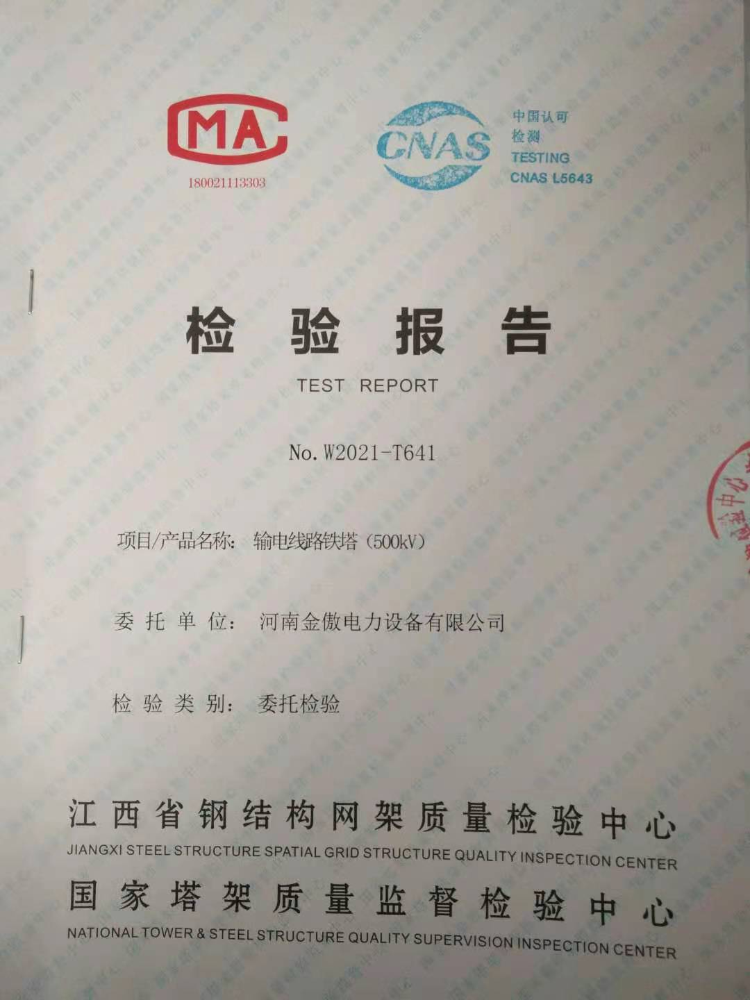 MA
180021113303
CNAS
中国认可
检测
TESTING
CNAS L5643
检验报告
TEST REPORT
No. W2021-T641
项目/产品名称: 输电线路铁塔（500kV）
委托单位: 河南金傲电力设备有限公司
检验类别: 委托检验
江西省钢结构网架质量检验中心
JIANGXI STEEL STRUCTURE SPATIAL GRID STRUCTURE QUALITY INSPECTION CENTER
国家塔架质量监督检验中心
NATIONAL TOWER & STEEL STRUCTURE QUALITY SUPERVISION INSPECTION CENTER